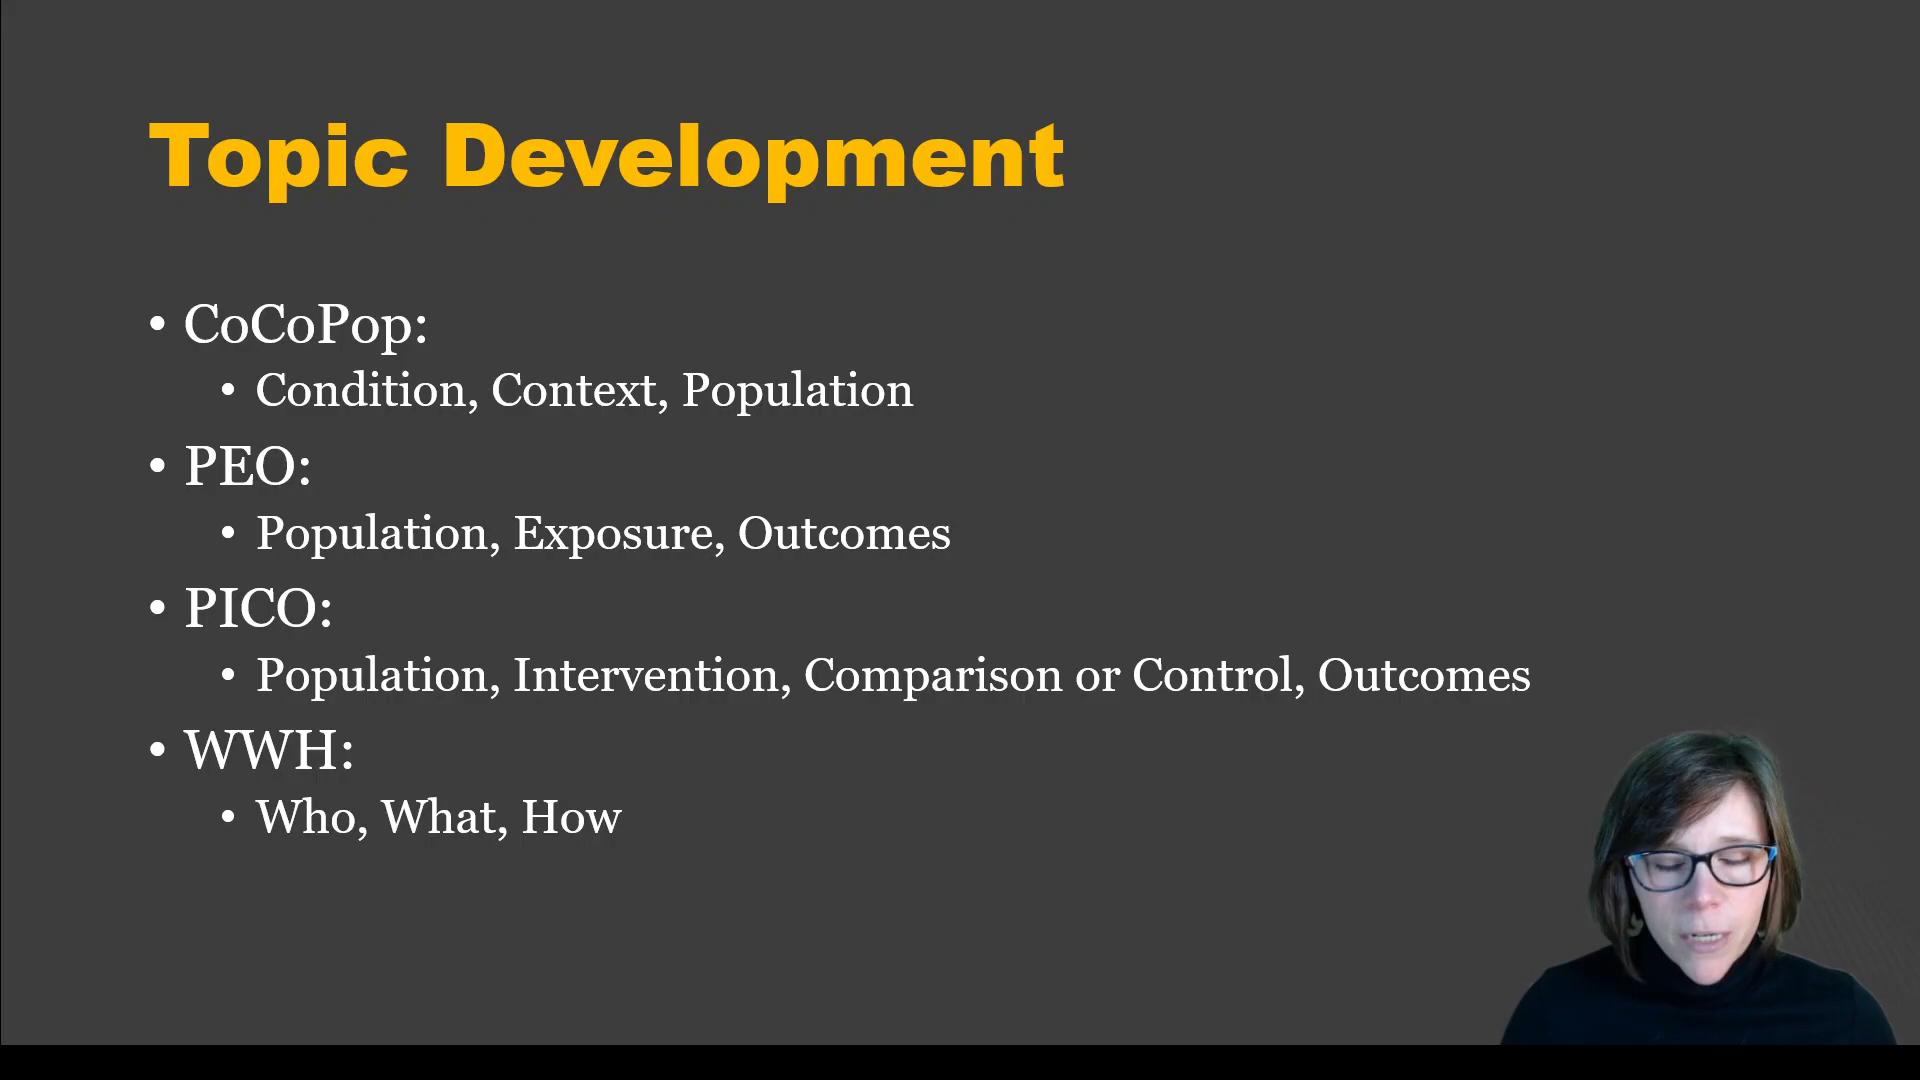 Topic Development
• CoCoPop:
• Condition, Context, Population
• PEO:
• Population, Exposure, Outcomes
• PICO:
• Population, Intervention, Comparison or Control, Outcomes
• WWH:
• Who, What, How